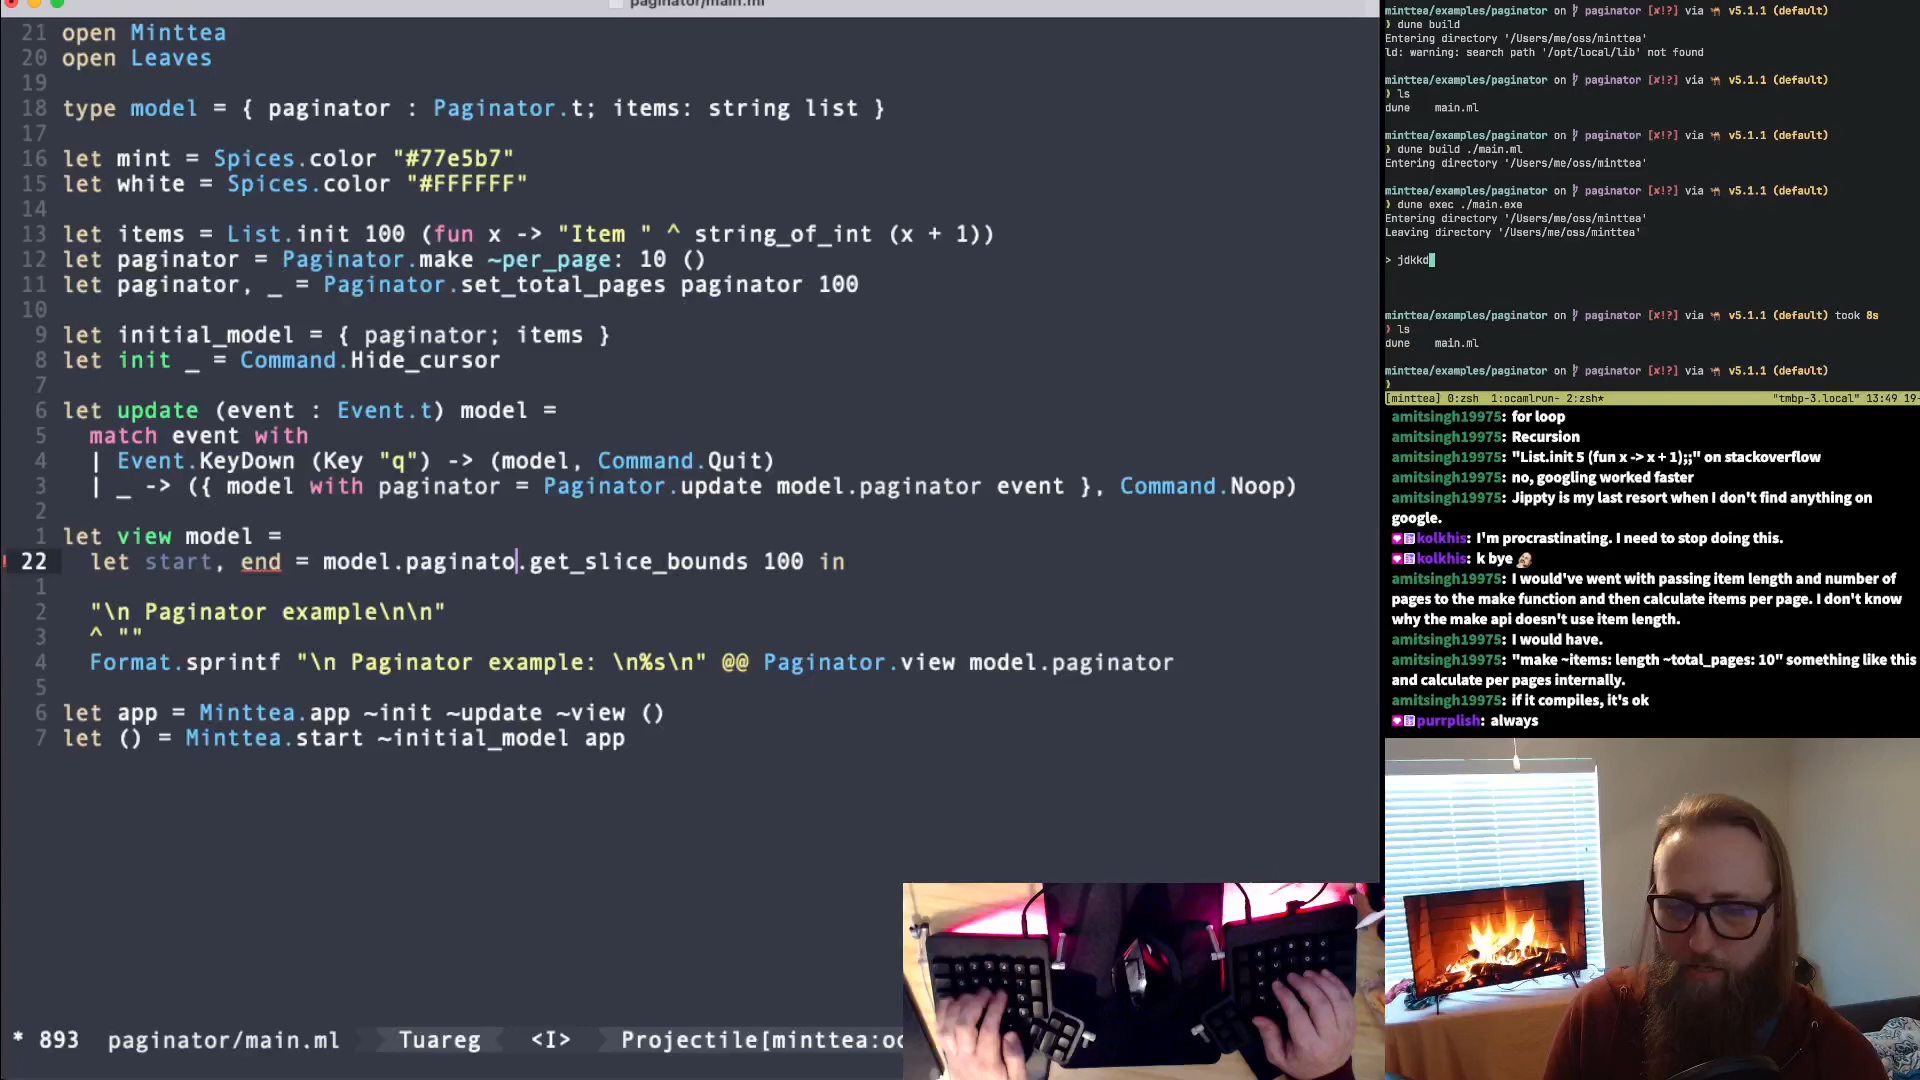 paginator/main.ml
21 open Minttea
20 open Leaves
19
18 type model = { paginator : Paginator.t; items: string list }
17
16 let mint = Spices.color "#77e5b7"
15 let white = Spices.color "#FFFFFF"
14
13 let items = List.init 100 (fun x -> "Item " ^ string_of_int (x + 1))
12 let paginator = Paginator.make ~per_page: 10 ()
11 let paginator, _ = Paginator.set_total_pages paginator 100
10
9 let initial_model = { paginator; items }
8 let init _ = Command.Hide_cursor
7
6 let update (event : Event.t) model =
5 match event with
4 | Event.KeyDown (Key "q") -> (model, Command.Quit)
3 | _ -> ({ model with paginator = Paginator.update model.paginator event }, Command.Noop)
2
1 let view model =
22 let start, end = model.paginato.get_slice_bounds 100 in
1
2 "\n Paginator example\n\n"
3 ^ ""
4 Format.sprintf "\n Paginator example: \n%s\n" @@ Paginator.view model.paginator
5
6 let app = Minttea.app ~init ~update ~view ()
7 let () = Minttea.start ~initial_model app
* 893 paginator/main.ml Tuareg <I> Projectile[minttea:oc
minttea/examples/paginator on paginator [✘!?] via 🐫 v5.1.1 (default)
❯ dune build
Entering directory '/Users/me/oss/minttea'
ld: warning: search path '/opt/local/lib' not found
minttea/examples/paginator on paginator [✘!?] via 🐫 v5.1.1 (default)
❯ ls
dune main.ml
minttea/examples/paginator on paginator [✘!?] via 🐫 v5.1.1 (default)
❯ dune build ./main.ml
Entering directory '/Users/me/oss/minttea'
minttea/examples/paginator on paginator [✘!?] via 🐫 v5.1.1 (default)
❯ dune exec ./main.exe
Entering directory '/Users/me/oss/minttea'
Leaving directory '/Users/me/oss/minttea'
> jdkkd
minttea/examples/paginator on paginator [✘!?] via 🐫 v5.1.1 (default) took 8s
❯ ls
dune main.ml
minttea/examples/paginator on paginator [✘!?] via 🐫 v5.1.1 (default)
❯
[minttea] 0:zsh 1:ocamlrun- 2:zsh* "tmbp-3.local" 13:49 19-
amitsingh19975: for loop
amitsingh19975: Recursion
amitsingh19975: "List.init 5 (fun x -> x + 1);;" on stackoverflow
amitsingh19975: no, googling worked faster
amitsingh19975: Jippty is my last resort when I don't find anything on
google.
kolkhis: I'm procrastinating. I need to stop doing this.
kolkhis: k bye
amitsingh19975: I would've went with passing item length and number of
pages to the make function and then calculate items per page. I don't know
why the make api doesn't use item length.
amitsingh19975: I would have.
amitsingh19975: "make ~items: length ~total_pages: 10" something like this
and calculate per pages internally.
amitsingh19975: if it compiles, it's ok
purrplish: always